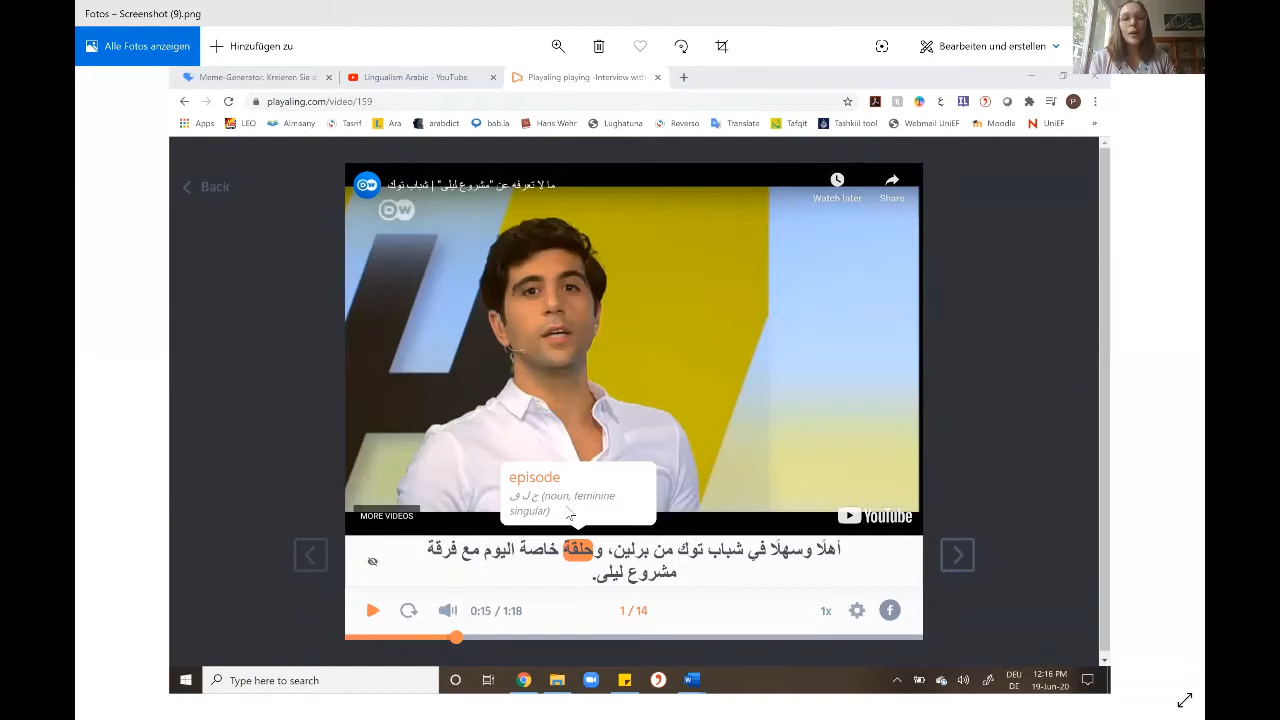 Fotos – Screenshot (9).png
Alle Fotos anzeigen
Hinzufügen zu
Bearbeiten und erstellen
Meme-Generator. Kreieren Sie d
Lingualism Arabic - YouTube
Playaling playing -Interview with
playaling.com/video/159
Apps
LEO
Almaany
Tasrif
Ara
arabdict
bab.la
Hans Wehr
Lughatuna
Reverso
Translate
Tafqit
Tashkiil tool
Webmail UniEF
Moodle
UniEF
Back
DW
ما لا تعرفه عن "مشروع ليلى" | شباب توك
Watch later
Share
DW
episode
ح ل ق (noun, feminine
singular)
MORE VIDEOS
YouTube
أهلًا وسهلًا في شباب توك من برلين، وحلقة خاصة اليوم مع فرقة
مشروع ليلى.
0:15 / 1:18
1 / 14
1x
Type here to search
DEU
DE
12:16 PM
19-Jun-20